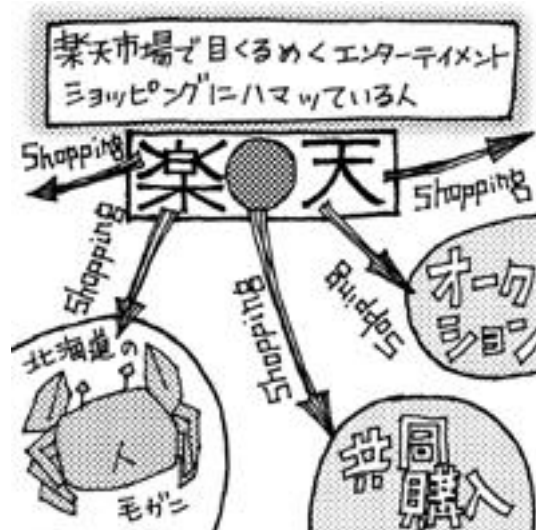 楽天市場で目くるめくエンターテイメント
ショッピングにハマッている人
Shopping
楽天
Shopping
Shopping
Shopping
Sopping
オーク
ション
北海道の
人
毛ガニ
共同
購入